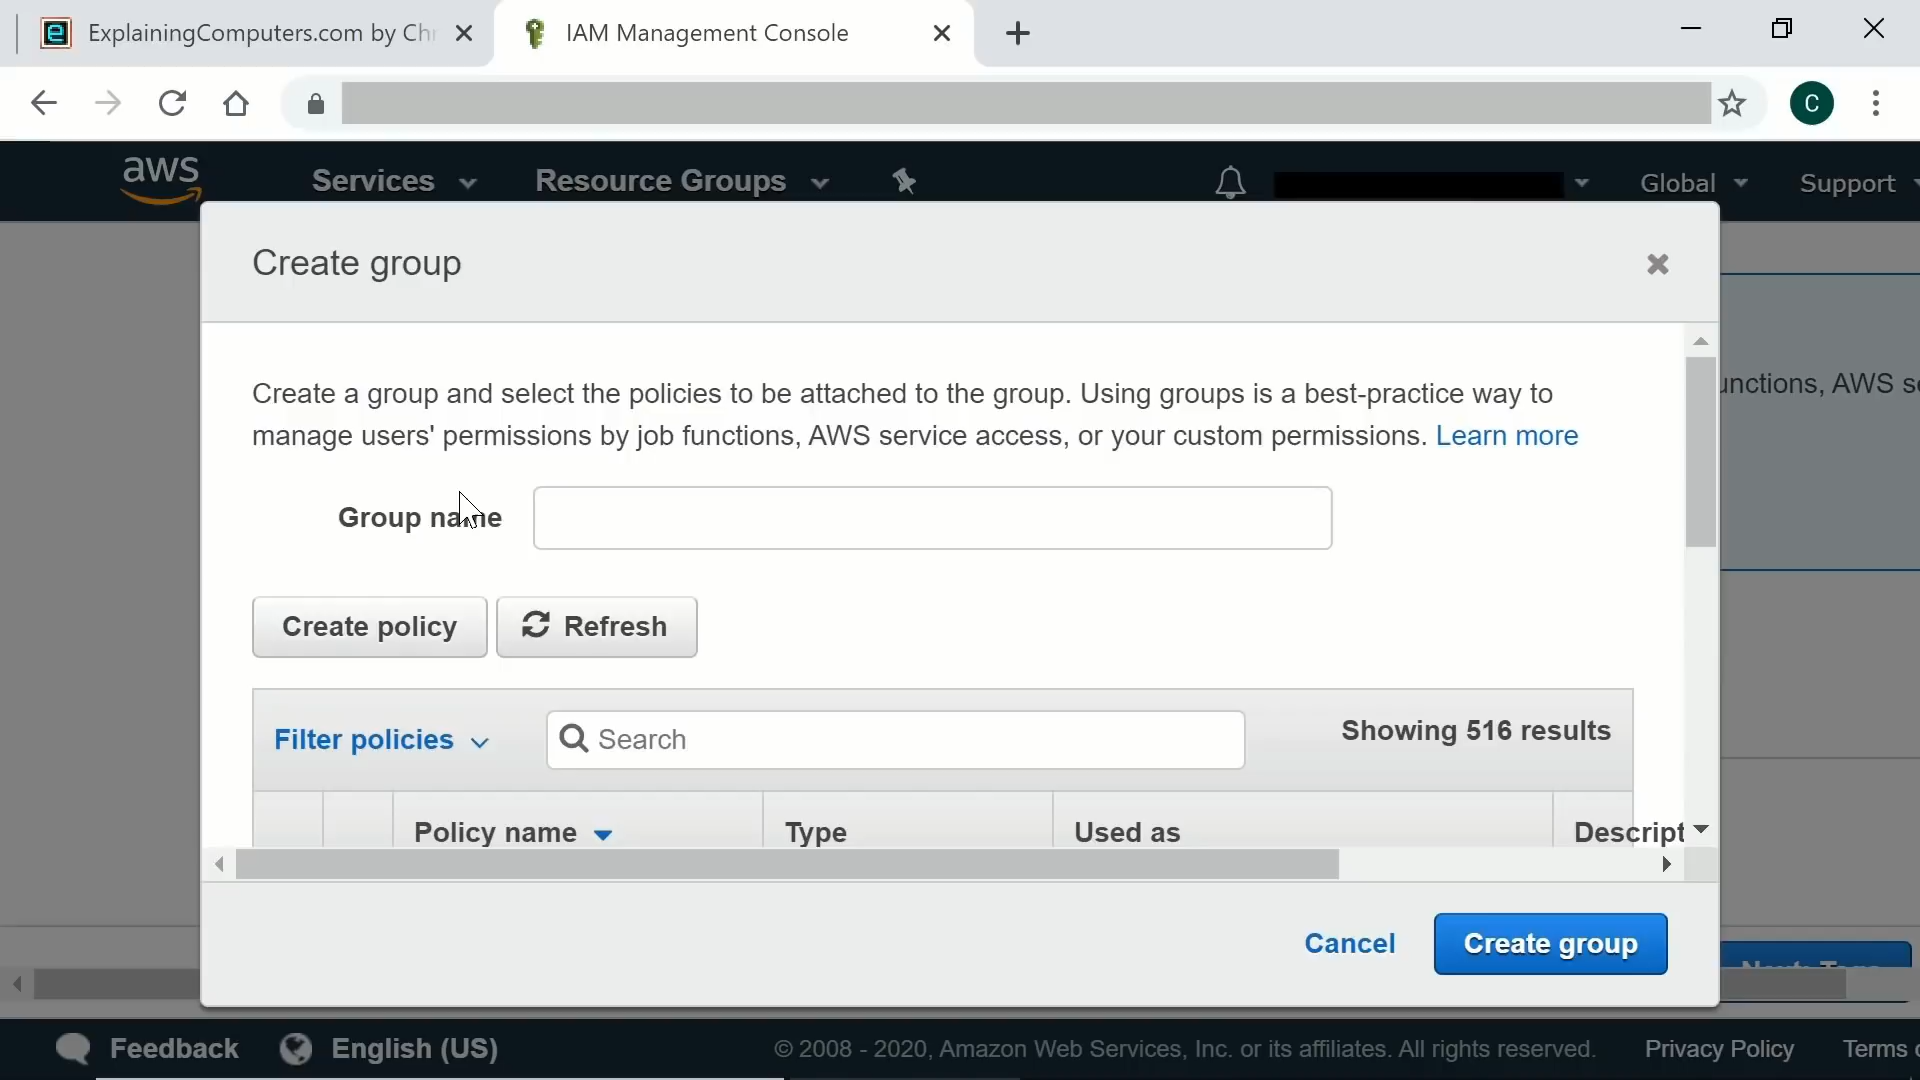 ExplainingComputers.com by Ch
IAM Management Console
C
aws
Services
Resource Groups
Global
Support
Create group
Create a group and select the policies to be attached to the group. Using groups is a best-practice way to
manage users' permissions by job functions, AWS service access, or your custom permissions. Learn more
unctions, AWS se
Group name
Create policy
Refresh
Filter policies
Search
Showing 516 results
Policy name
Type
Used as
Descript
Cancel
Create group
Feedback
English (US)
© 2008 - 2020, Amazon Web Services, Inc. or its affiliates. All rights reserved.
Privacy Policy
Terms